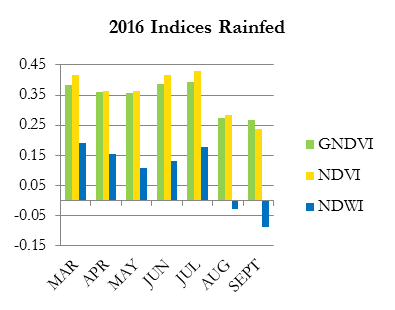 2016 Indices Rainfed
0.45
0.35
0.25
0.15
0.05
-0.05
-0.15
MAR
APR
MAY
JUN
JUL
AUG
SEPT
GNDVI
NDVI
NDWI